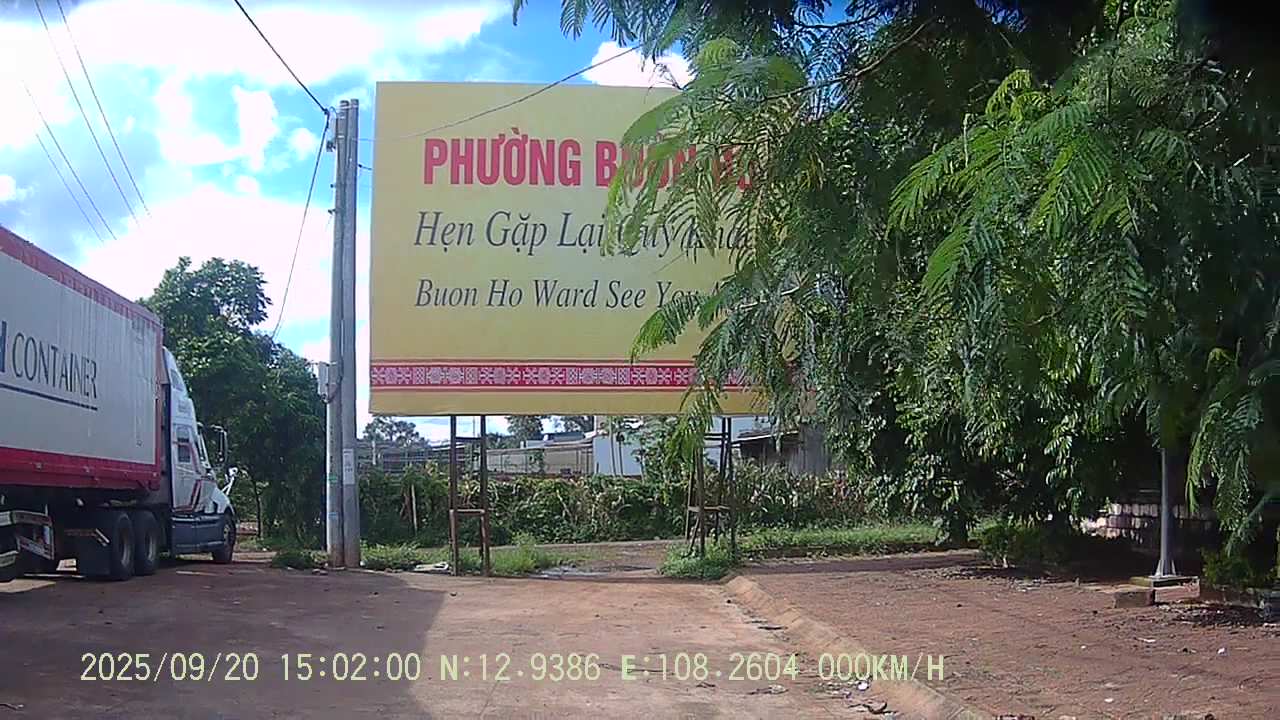 PHƯỜNG BUÔN
Hẹn Gặp Lại Quý
Buon Ho Ward See You
CONTAINER
2025/09/20 15:02:00 N:12.9386 E:108.2604 000KM/H